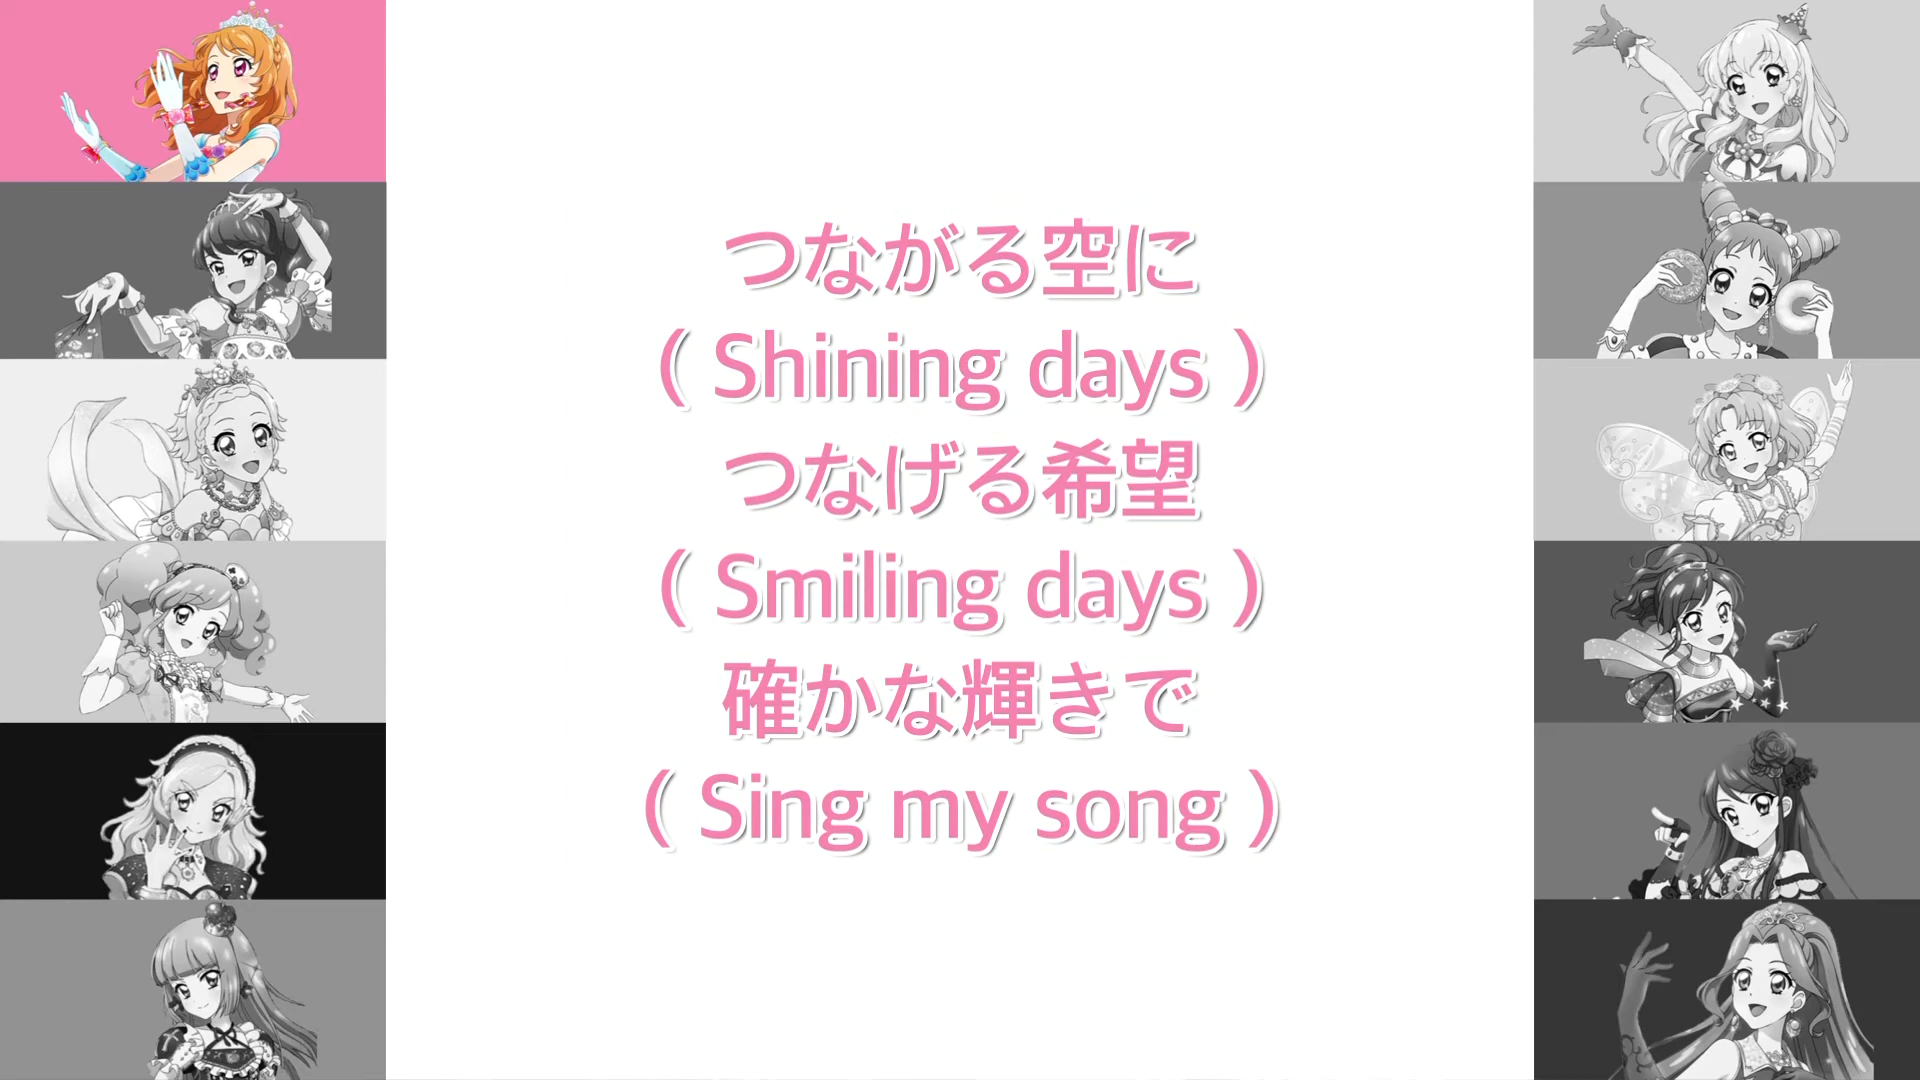 つながる空に
( Shining days )
つなげる希望
( Smiling days )
確かな輝きで
( Sing my song )